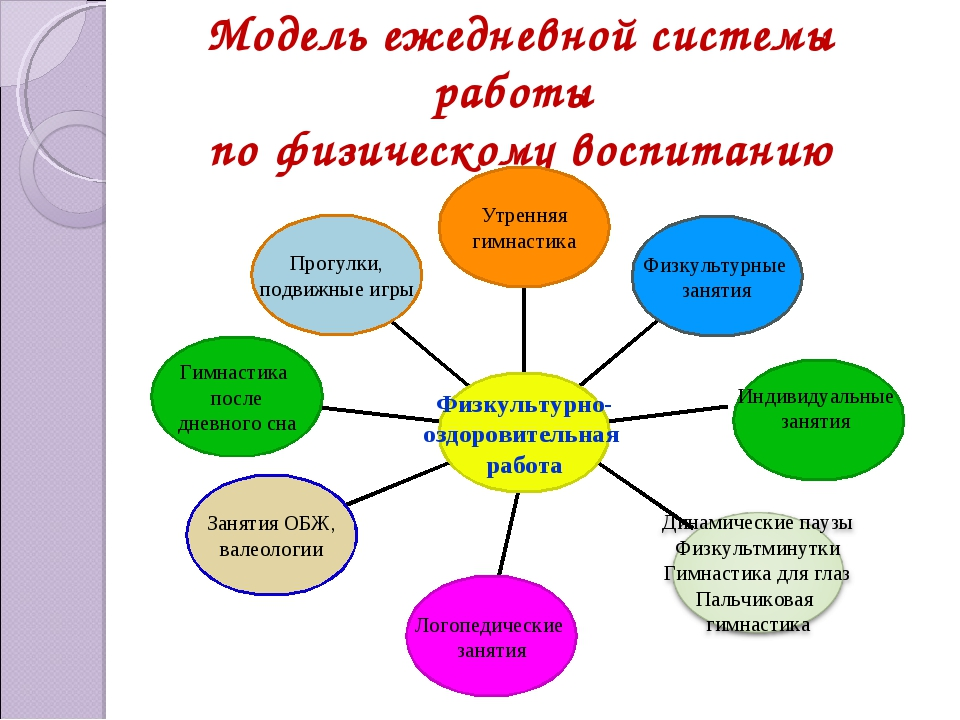 Модель ежедневной системы
работы
по физическому воспитанию
Утренняя
гимнастика
Прогулки,
подвижные игры
Физкультурные
занятия
Гимнастика
после
дневного сна
Физкультурно-
оздоровительная
работа
Индивидуальные
занятия
Занятия ОБЖ,
валеологии
Динамические паузы
Физкультминутки
Гимнастика для глаз
Пальчиковая
гимнастика
Логопедические
занятия